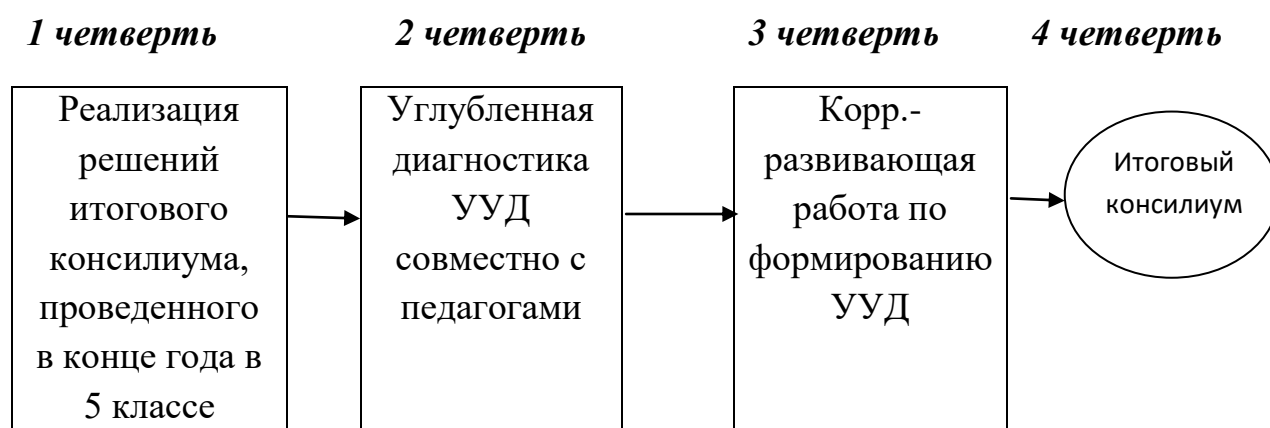 1 четверть 2 четверть 3 четверть 4 четверть
Реализация
решений
итогового
консилиума,
проведенного
в конце года в
5 классе
Углубленная
диагностика
УУД
совместно с
педагогами
Корр.-
развивающая
работа по
формированию
УУД
Итоговый
консилиум